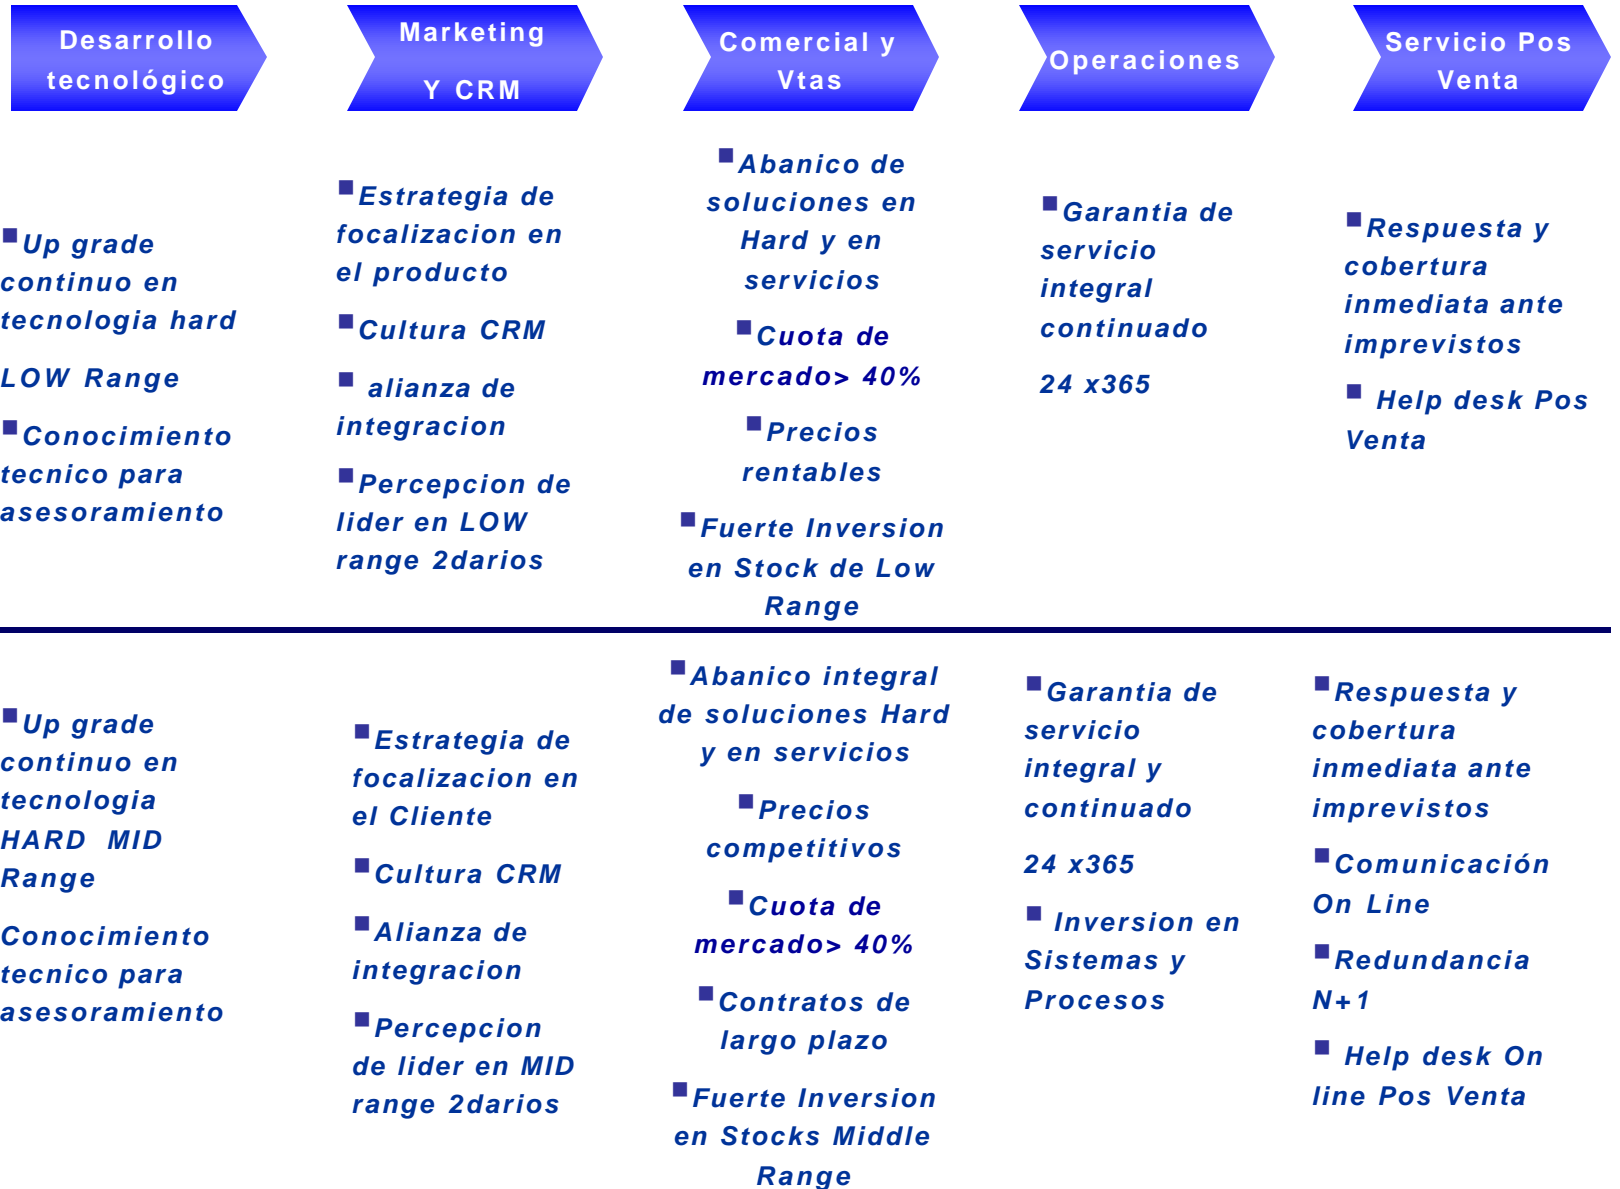 Desarrollo
tecnológico
Marketing
Y CRM
Comercial y
Vtas
Operaciones
Servicio Pos
Venta
Up grade
continuo en
tecnologia hard
LOW Range
Conocimiento
tecnico para
asesoramiento
Estrategia de
focalizacion en
el producto
Cultura CRM
alianza de
integracion
Percepcion de
lider en LOW
range 2darios
Abanico de
soluciones en
Hard y en
servicios
Cuota de
mercado> 40%
Precios
rentables
Fuerte Inversion
en Stock de Low
Range
Garantia de
servicio
integral
continuado
24 x365
Respuesta y
cobertura
inmediata ante
imprevistos
Help desk Pos
Venta
Up grade
continuo en
tecnologia
HARD MID
Range
Conocimiento
tecnico para
asesoramiento
Estrategia de
focalizacion en
el Cliente
Cultura CRM
Alianza de
integracion
Percepcion
de lider en MID
range 2darios
Abanico integral
de soluciones Hard
y en servicios
Precios
competitivos
Cuota de
mercado> 40%
Contratos de
largo plazo
Fuerte Inversion
en Stocks Middle
Range
Garantia de
servicio
integral y
continuado
24 x365
Inversion en
Sistemas y
Procesos
Respuesta y
cobertura
inmediata ante
imprevistos
Comunicación
On Line
Redundancia
N+1
Help desk On
line Pos Venta